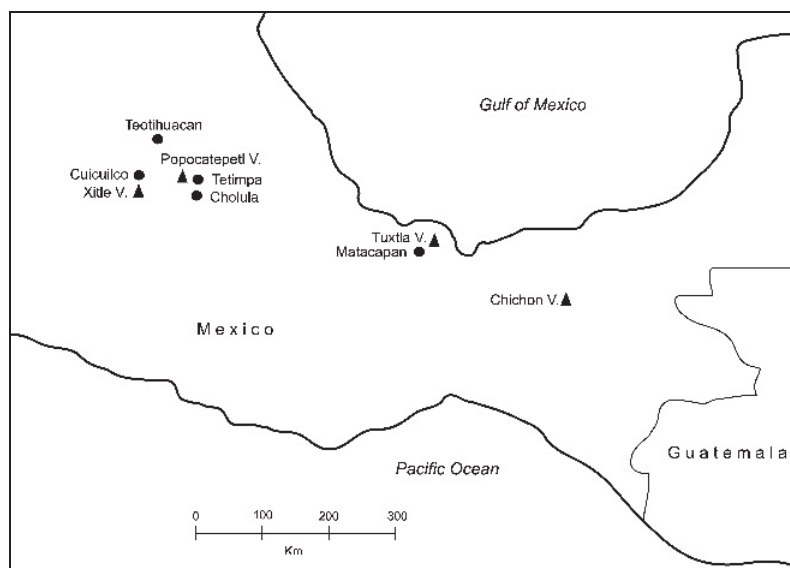 Gulf of Mexico
Teotihuacan
Popocatepetl V.
Cuicuilco
Tetimpa
Xitle V.
Cholula
Tuxtla V.
Matacapan
Chichon V.
Mexico
Guatemala
Pacific Ocean
0 100 200 300
Km